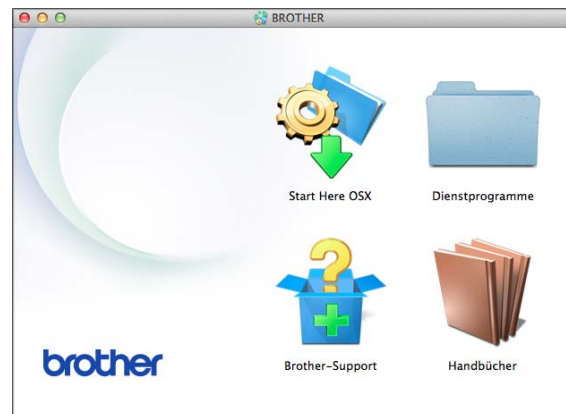 BROTHER
Start Here OSX
Dienstprogramme
Brother-Support
Handbücher
brother